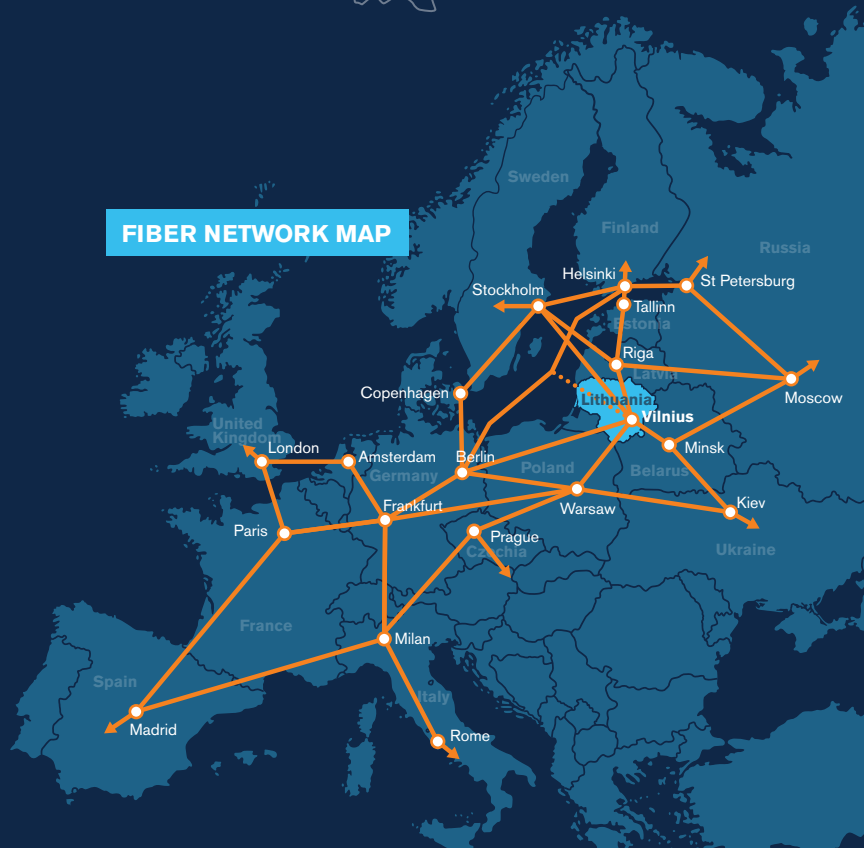 Sweden
FIBER NETWORK MAP
Finland
Russia
Helsinki
St Petersburg
Stockholm
Tallinn
Estonia
Riga
Latvia
Copenhagen
Lithuania
Moscow
Vilnius
United
Kingdom
London
Amsterdam
Berlin
Minsk
Germany
Poland
Belarus
Frankfurt
Warsaw
Kiev
Paris
Prague
Czechia
Ukraine
France
Milan
Spain
Italy
Madrid
Rome